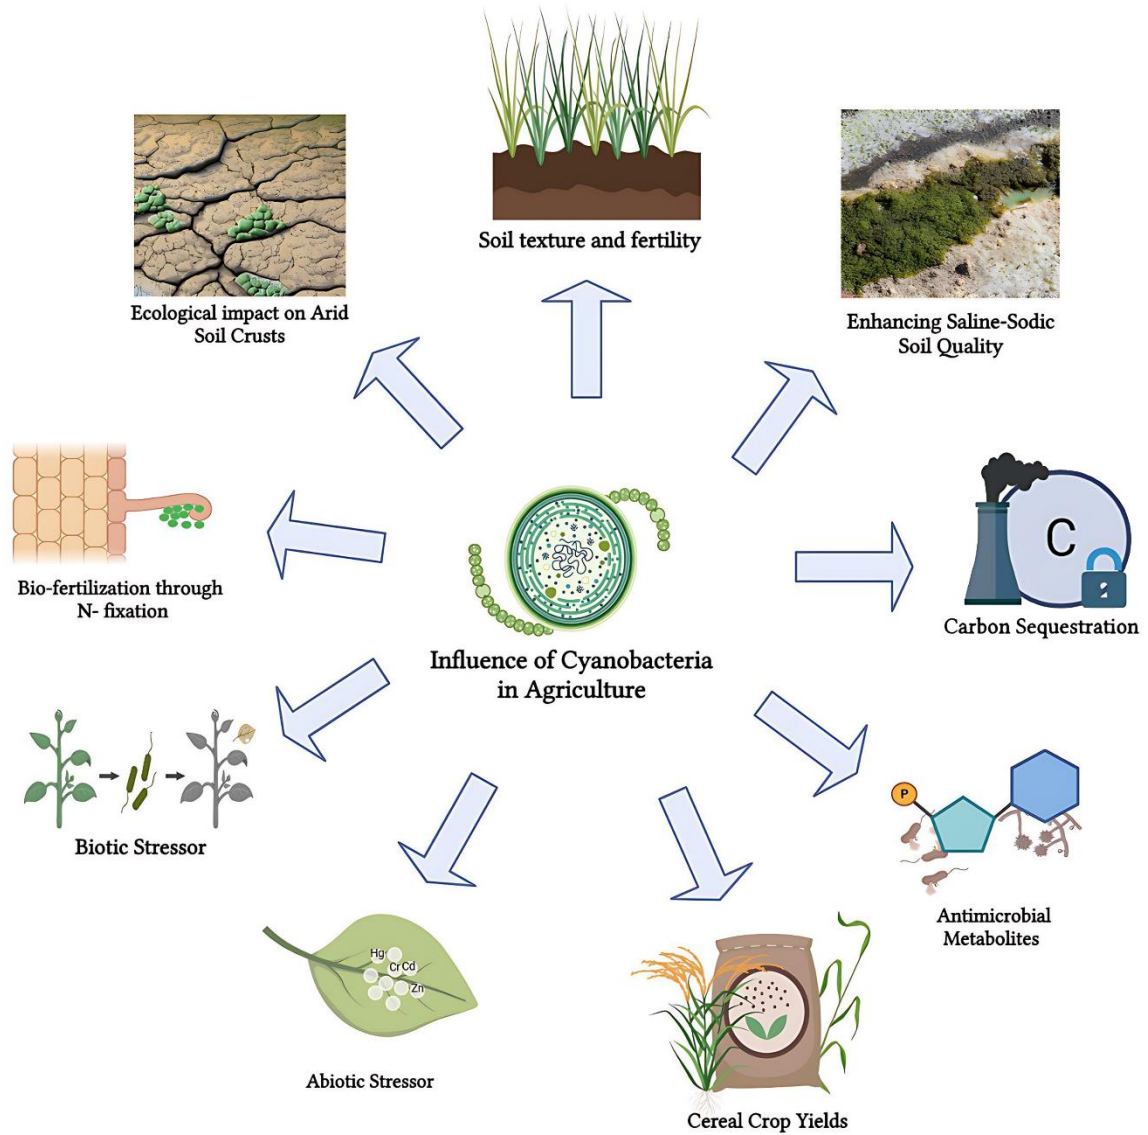 Soil texture and fertility
Ecological impact on Arid
Soil Crusts
Enhancing Saline-Sodic
Soil Quality
Bio-fertilization through
N- fixation
C
Carbon Sequestration
Influence of Cyanobacteria
in Agriculture
Biotic Stressor
P
Antimicrobial
Metabolites
Hg
Cr Cd
Zn
Abiotic Stressor
Cereal Crop Yields